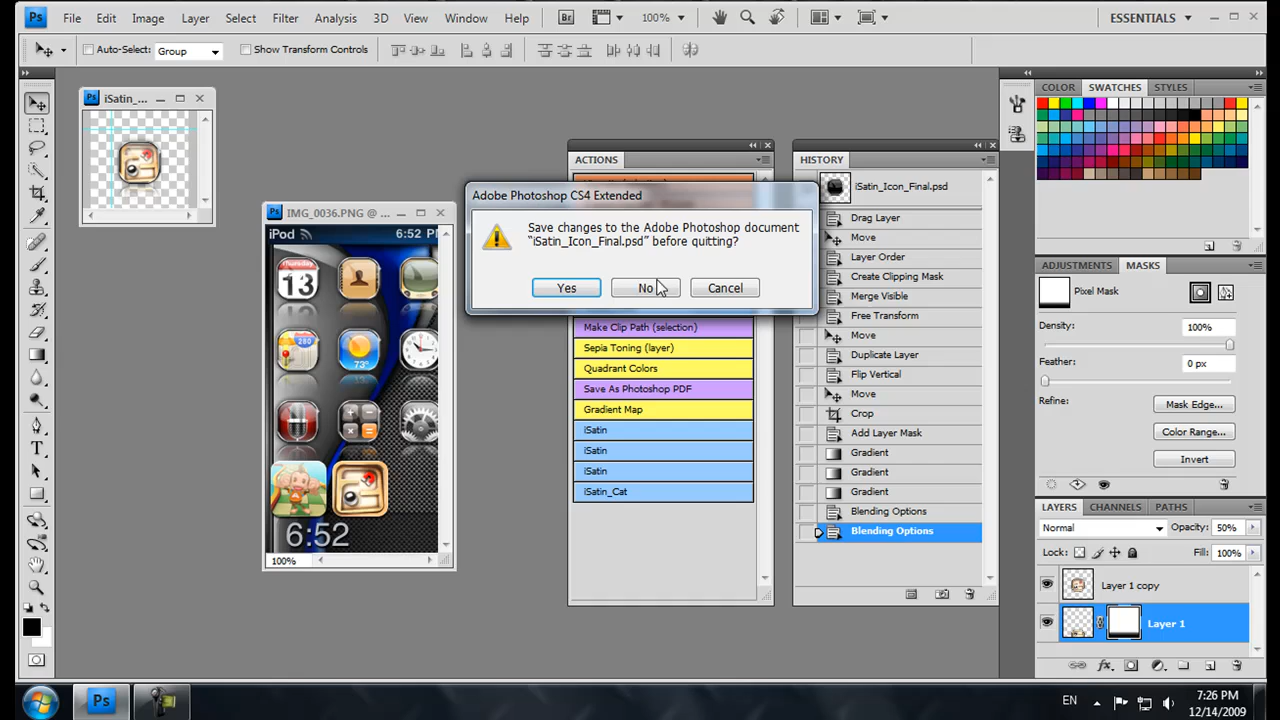 Ps File Edit Image Layer Select Filter Analysis 3D View Window Help Br 100% ESSENTIALS
Auto-Select: Group Show Transform Controls
Ps iSatin_...
Ps IMG_0036.PNG @ ...
iPod 6:52 P
Thursday
13
280
73°
6:52
100%
ACTIONS
Make Clip Path (selection)
Sepia Toning (layer)
Quadrant Colors
Save As Photoshop PDF
Gradient Map
iSatin
iSatin
iSatin
iSatin_Cat
Adobe Photoshop CS4 Extended
Save changes to the Adobe Photoshop document
“iSatin_Icon_Final.psd” before quitting?
Yes No Cancel
HISTORY
iSatin_Icon_Final.psd
Drag Layer
Move
Layer Order
Create Clipping Mask
Merge Visible
Free Transform
Move
Duplicate Layer
Flip Vertical
Move
Crop
Add Layer Mask
Gradient
Gradient
Gradient
Blending Options
Blending Options
COLOR SWATCHES STYLES
ADJUSTMENTS MASKS
Pixel Mask
Density: 100%
Feather: 0 px
Refine: Mask Edge...
Color Range...
Invert
LAYERS CHANNELS PATHS
Normal Opacity: 50%
Lock: Fill: 100%
Layer 1 copy
Layer 1
T
fx
Ps EN 7:26 PM
12/14/2009